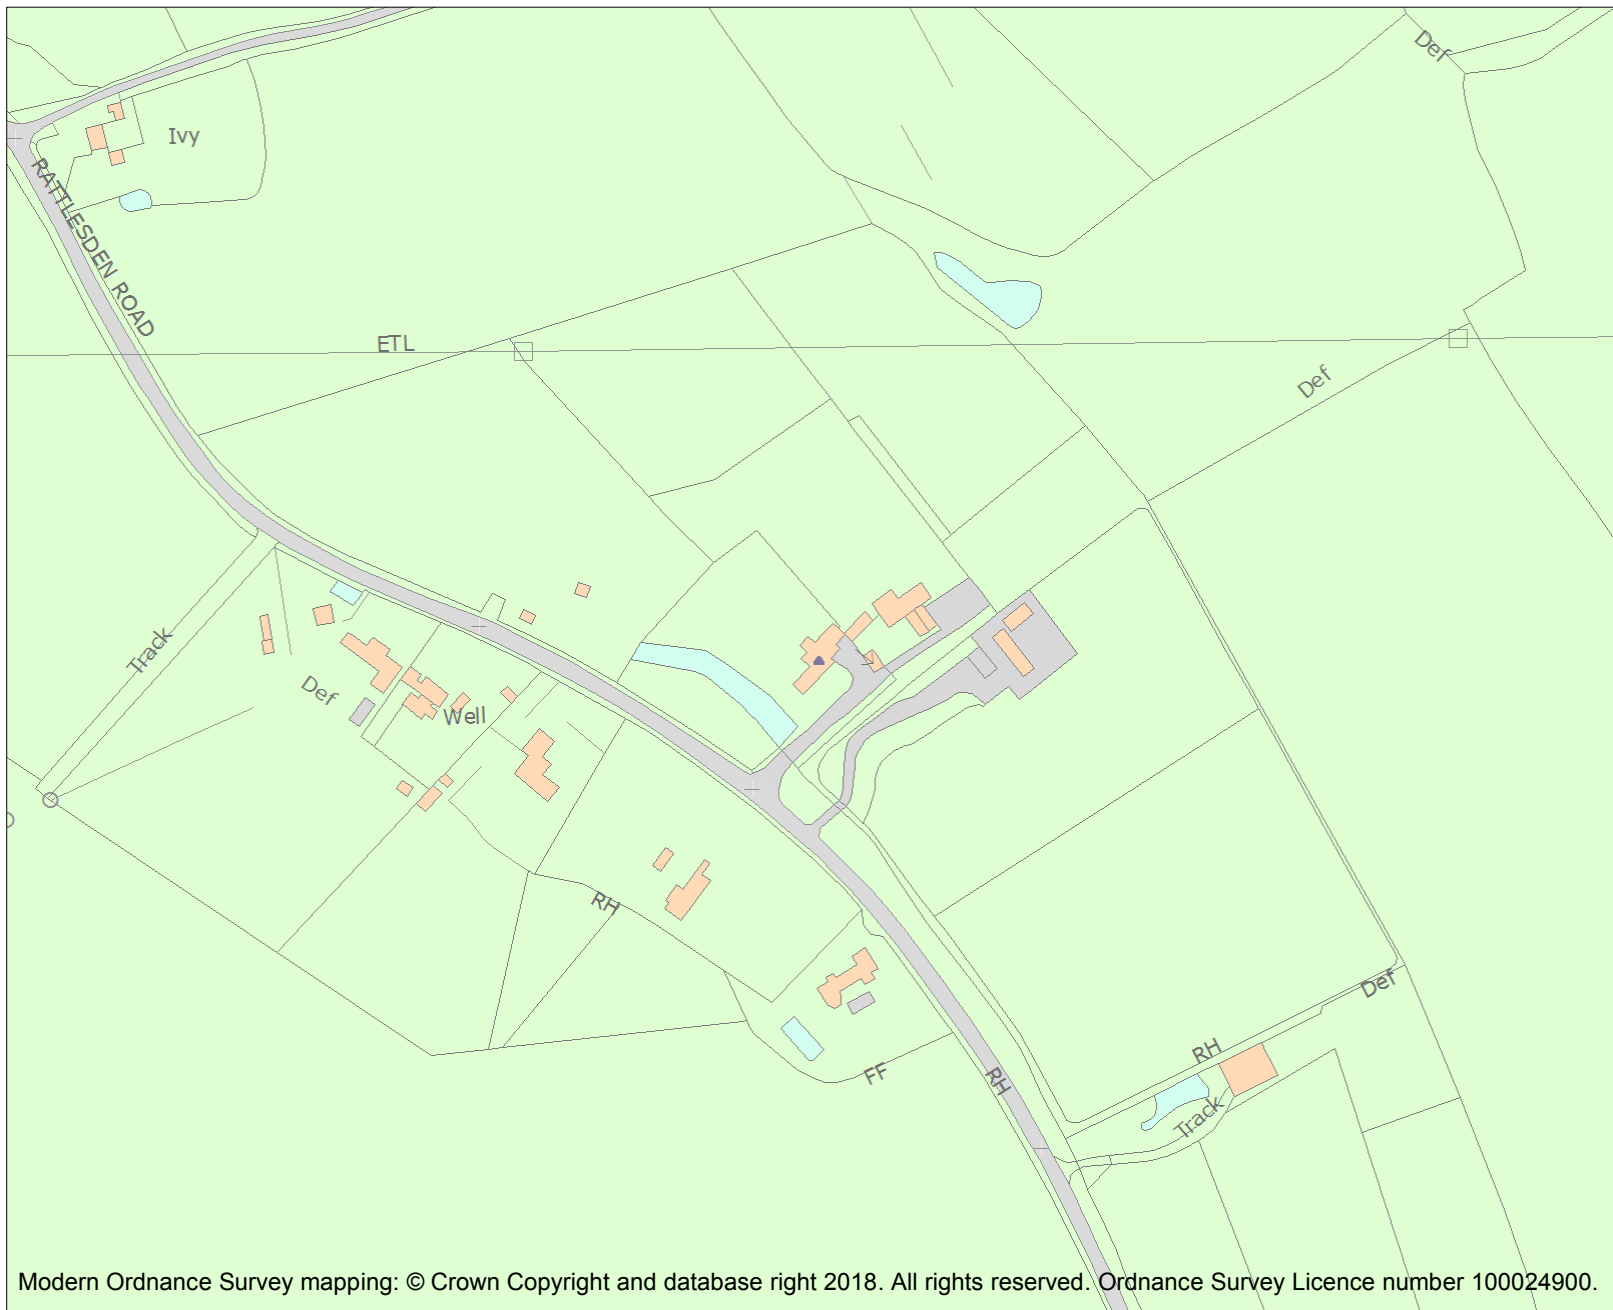 Def
Ivy
RATTLESDEN ROAD
ETL
Def
Track
Def
Well
RH
Def
RH
FF
RH
Track
Modern Ordnance Survey mapping: © Crown Copyright and database right 2018. All rights reserved. Ordnance Survey Licence number 100024900.